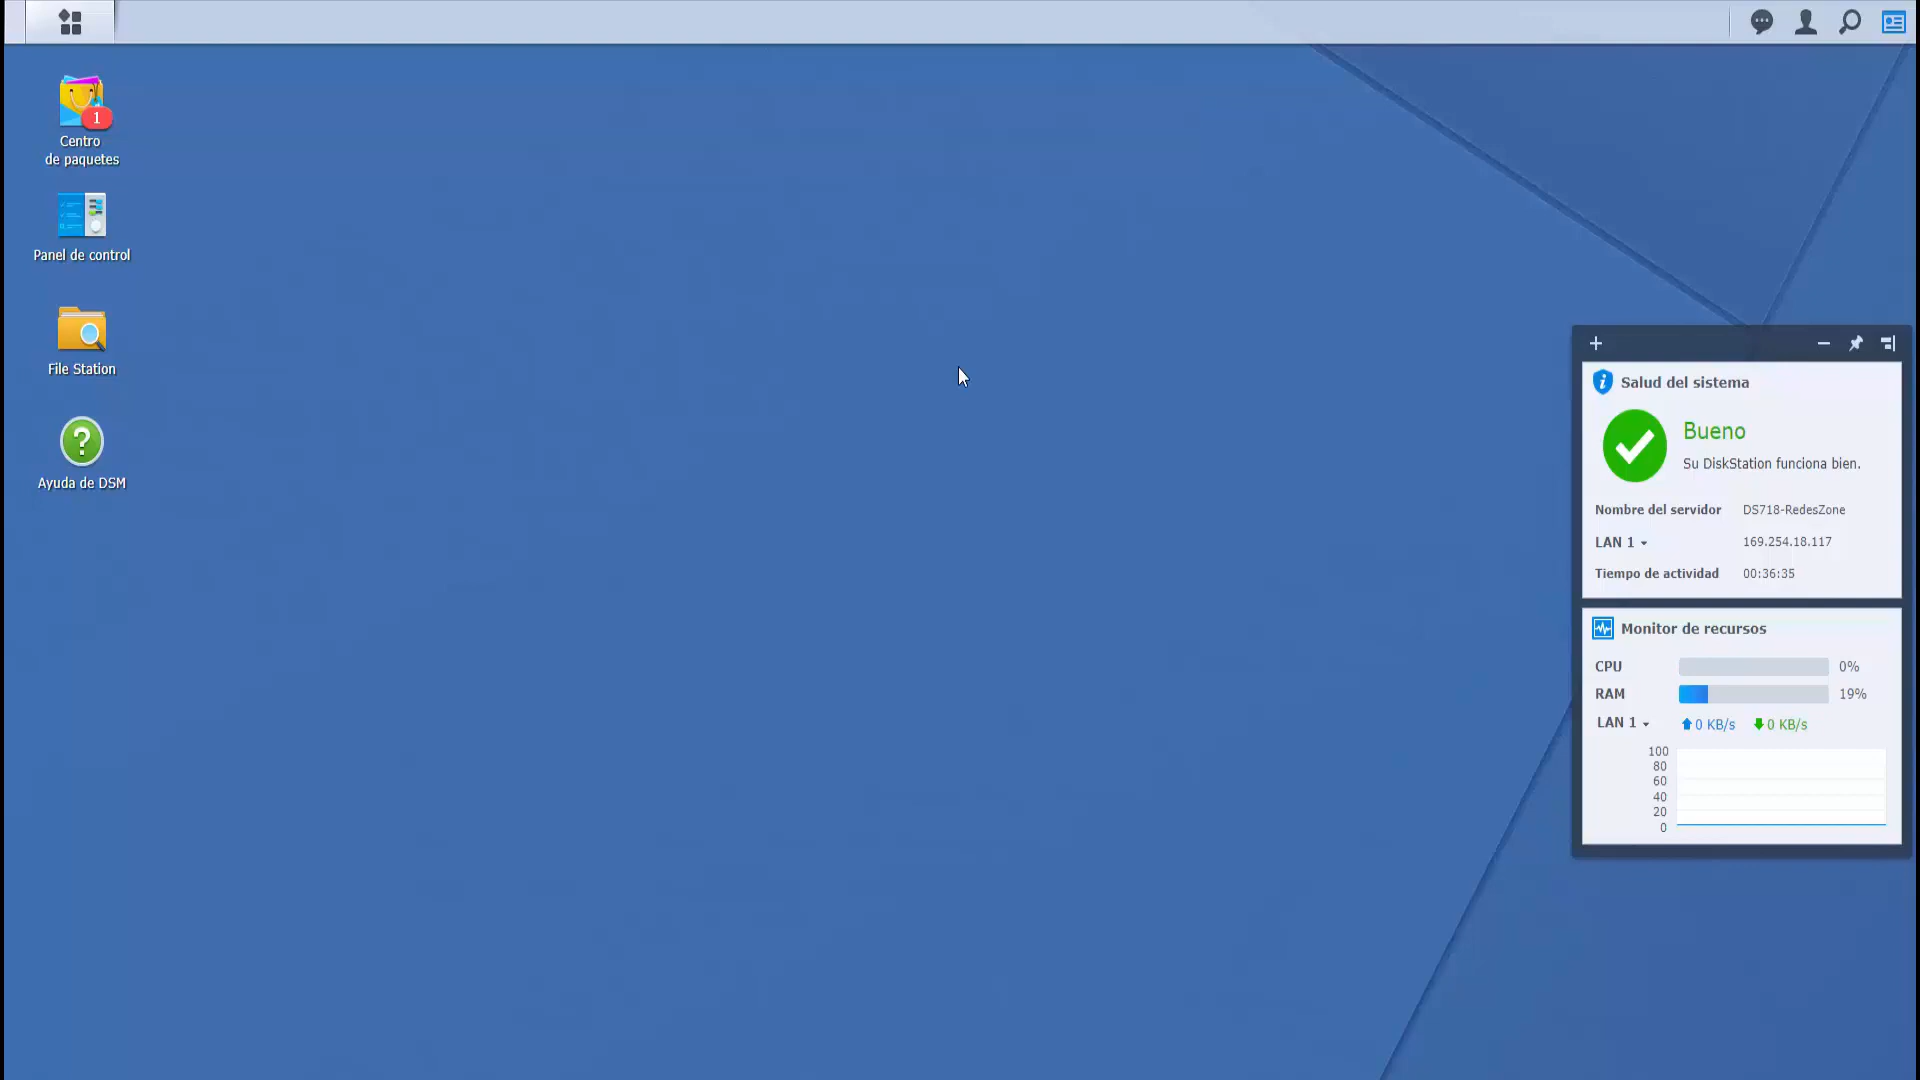 1
Centro
de paquetes
Panel de control
File Station
Ayuda de DSM
Salud del sistema
Bueno
Su DiskStation funciona bien.
Nombre del servidor DS718-RedesZone
LAN 1 169.254.18.117
Tiempo de actividad 00:36:35
Monitor de recursos
CPU 0%
RAM 19%
LAN 1 0 KB/s 0 KB/s
100
80
60
40
20
0